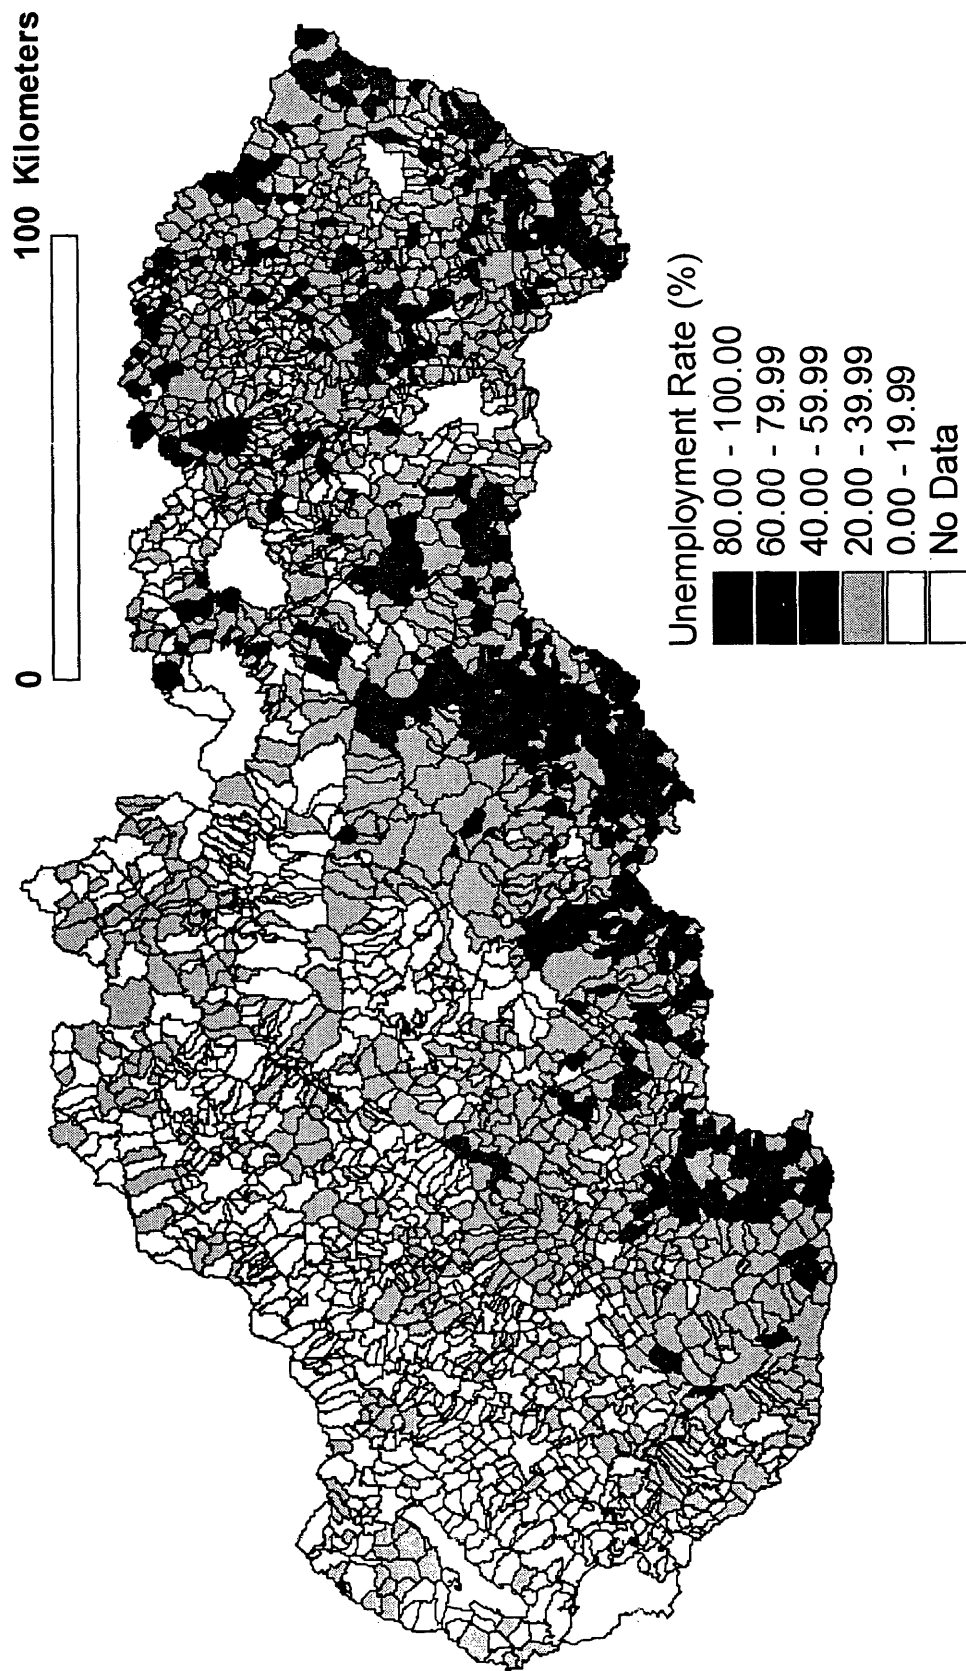 0 100 Kilometers
Unemployment Rate (%)
80.00 - 100.00
60.00 - 79.99
40.00 - 59.99
20.00 - 39.99
0.00 - 19.99
No Data